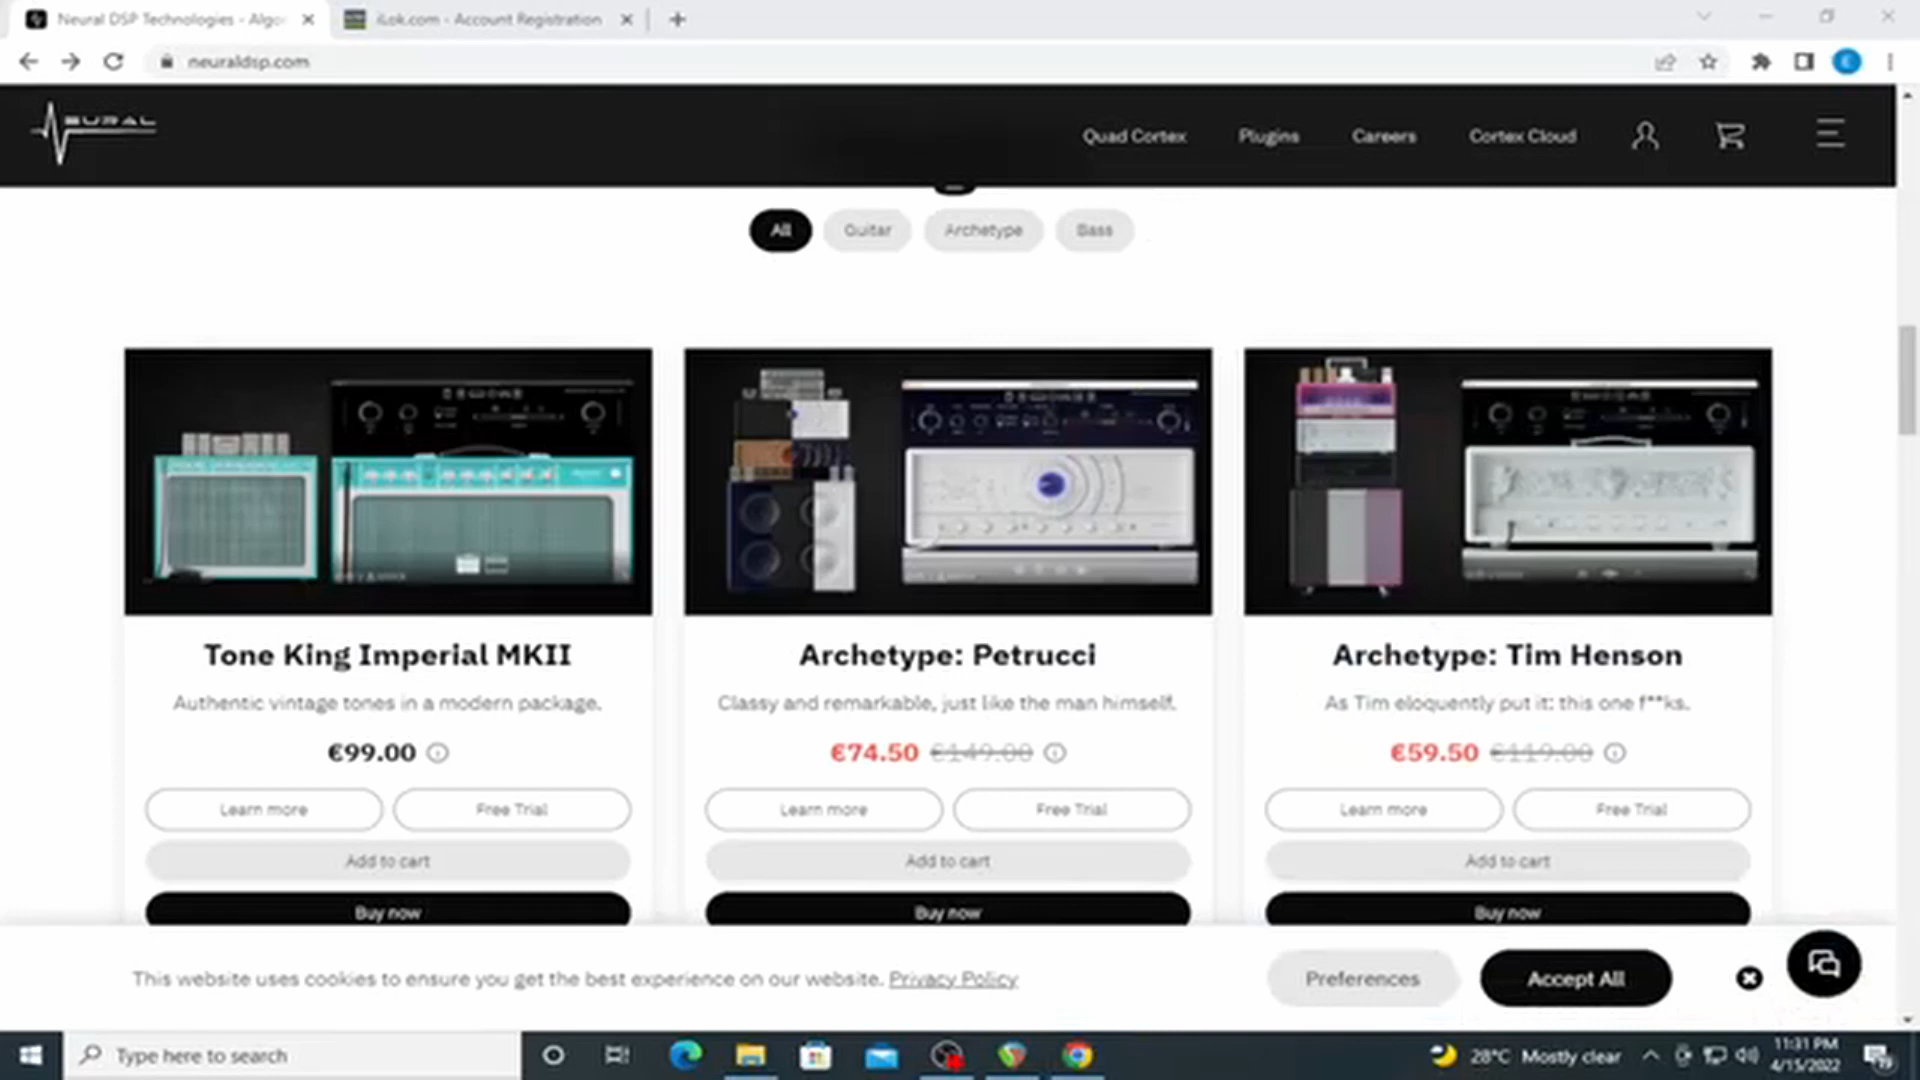 Neural DSP Technologies - Algo
iLok.com - Account Registration
neuraldsp.com
Quad Cortex
Plugins
Careers
Cortex Cloud
All
Guitar
Archetype
Bass
Tone King Imperial MKII
Authentic vintage tones in a modern package.
€99.00
Learn more
Free Trial
Add to cart
Buy now
Archetype: Petrucci
Classy and remarkable, just like the man himself.
€74.50 €149.00
Learn more
Free Trial
Add to cart
Buy now
Archetype: Tim Henson
As Tim eloquently put it: this one f**ks.
€59.50 €119.00
Learn more
Free Trial
Add to cart
Buy now
This website uses cookies to ensure you get the best experience on our website. Privacy Policy
Preferences
Accept All
Type here to search
28°C Mostly clear
11:31 PM
4/15/2022